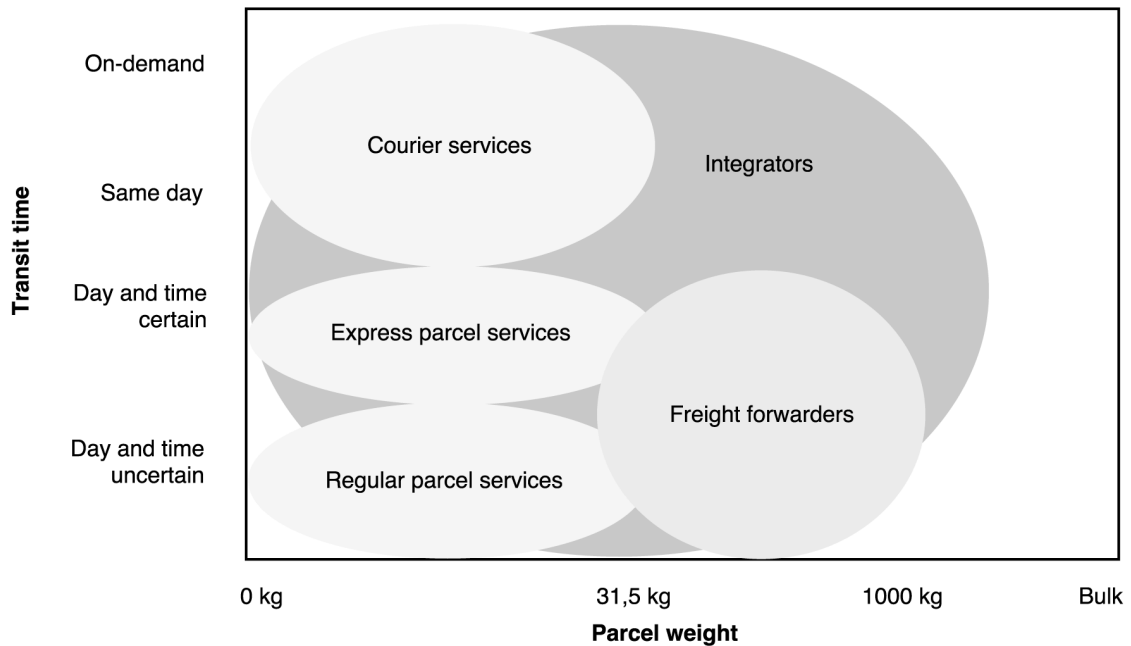 On-demand
Courier services
Integrators
Same day
Transit time
Day and time
certain
Express parcel services
Freight forwarders
Day and time
uncertain
Regular parcel services
0 kg
31,5 kg
1000 kg
Bulk
Parcel weight